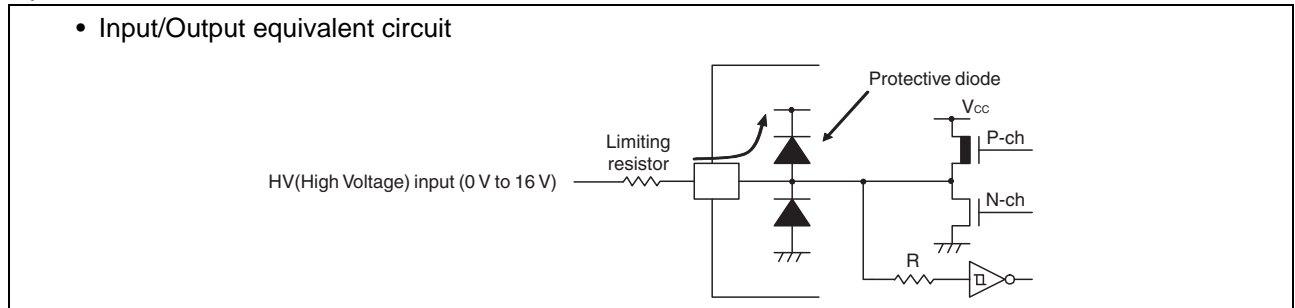 • Input/Output equivalent circuit
Protective diode
Vcc
P-ch
Limiting
resistor
HV(High Voltage) input (0 V to 16 V)
N-ch
R